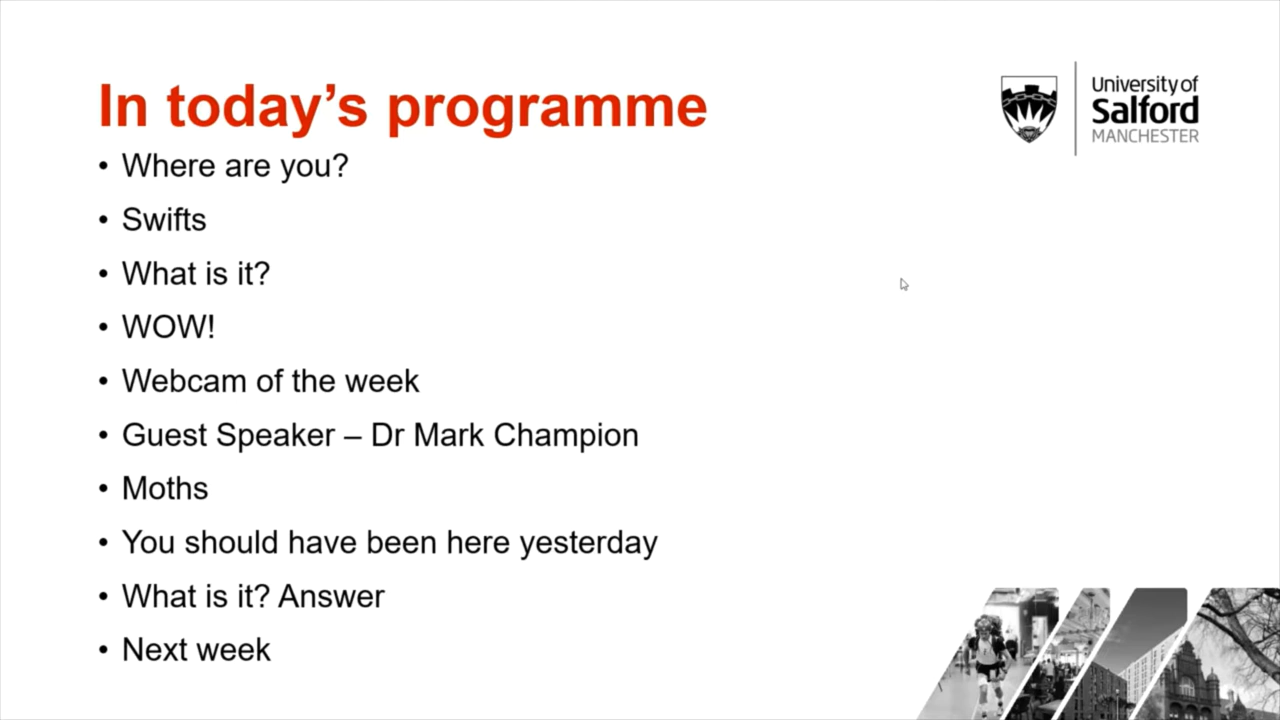 In today’s programme
• Where are you?
• Swifts
• What is it?
• WOW!
• Webcam of the week
• Guest Speaker – Dr Mark Champion
• Moths
• You should have been here yesterday
• What is it? Answer
• Next week
University of
Salford
MANCHESTER